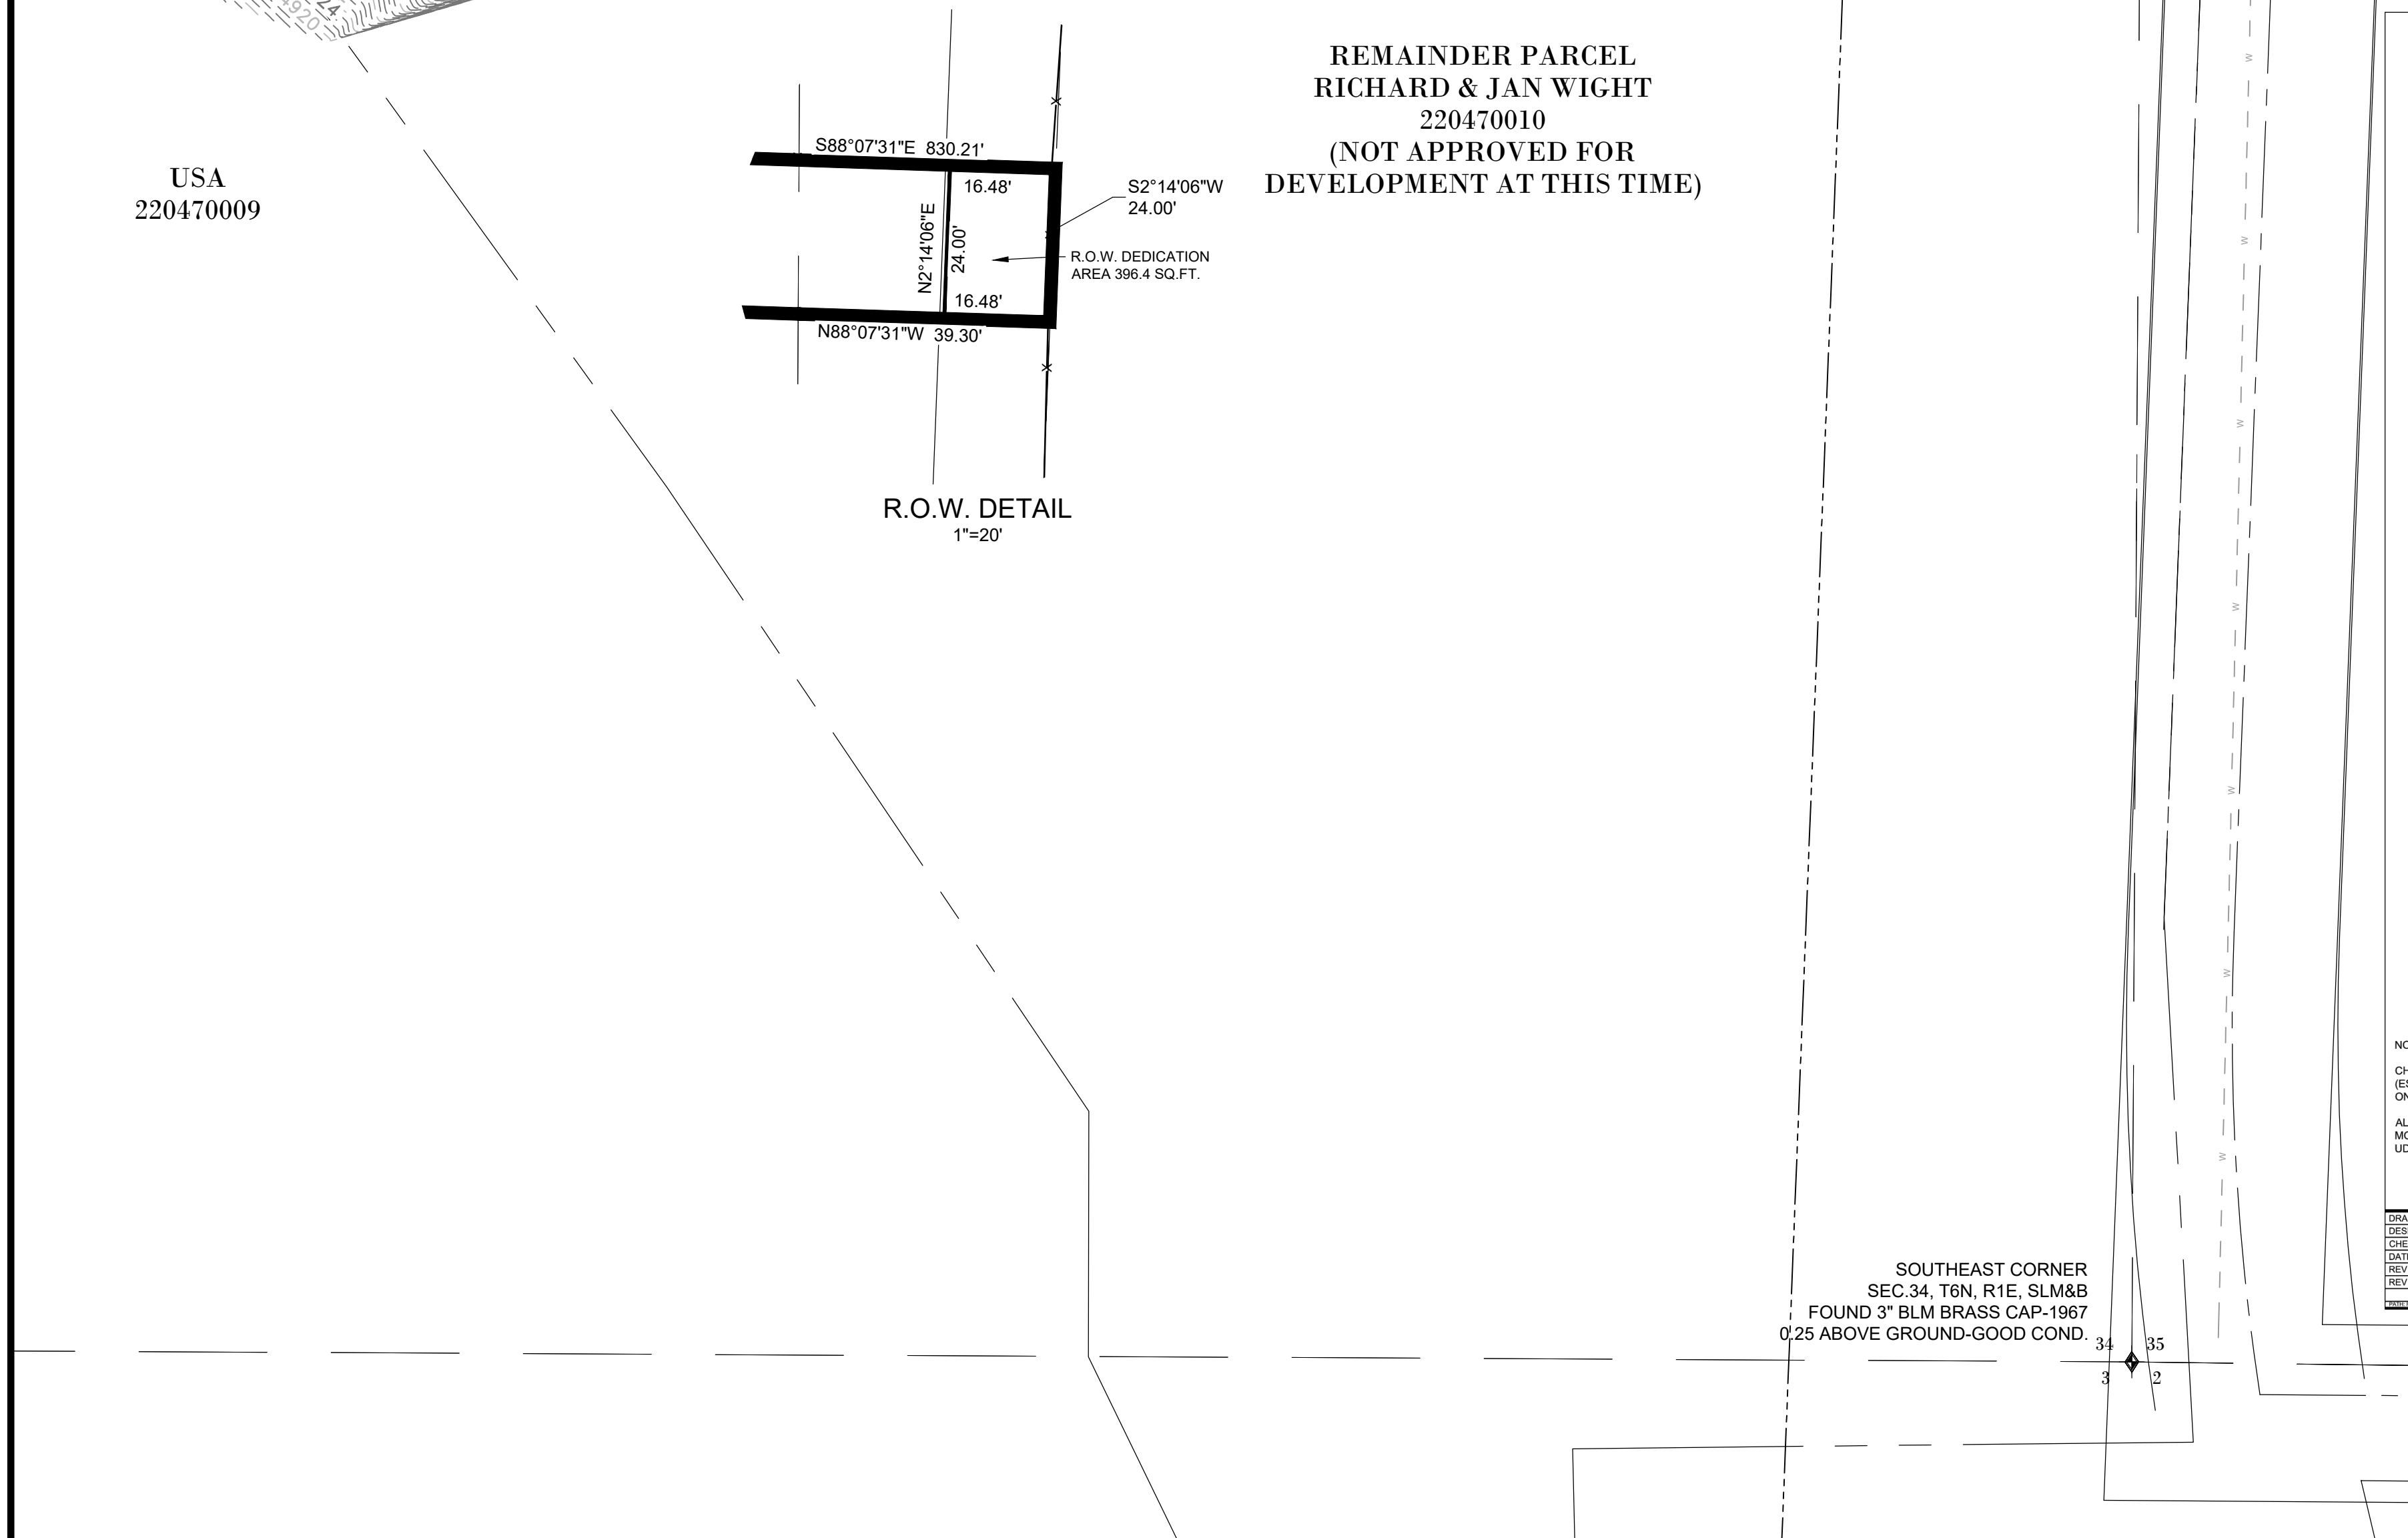 4920
24
REMAINDER PARCEL
RICHARD & JAN WIGHT
220470010
(NOT APPROVED FOR
DEVELOPMENT AT THIS TIME)
USA
220470009
S88°07'31"E 830.21'
16.48'
S2°14'06"W
24.00'
N2°14'06"E
24.00'
R.O.W. DEDICATION
AREA 396.4 SQ.FT.
16.48'
N88°07'31"W 39.30'
R.O.W. DETAIL
1"=20'
W
W
W
W
W
W
W
SOUTHEAST CORNER
SEC.34, T6N, R1E, SLM&B
FOUND 3" BLM BRASS CAP-1967
0.25 ABOVE GROUND-GOOD COND.
34 35
3 2